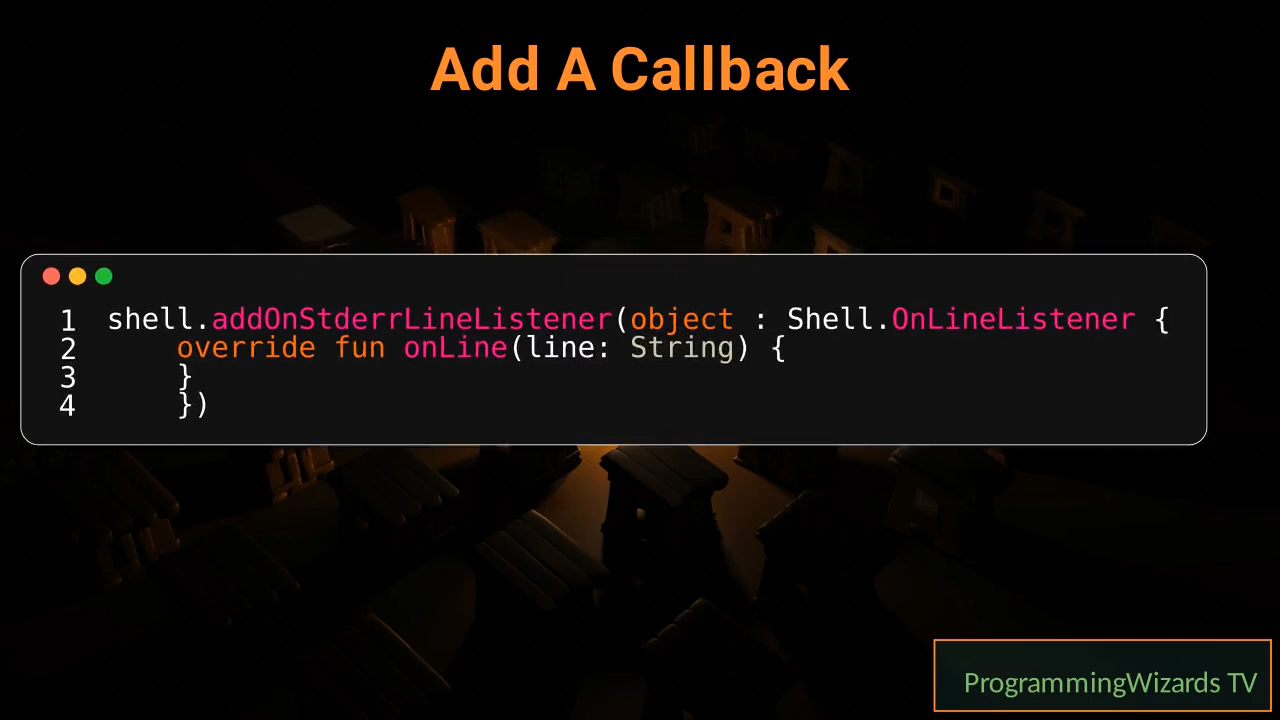 Add A Callback
1 shell.addOnStderrLineListener(object : Shell.OnLineListener {
2     override fun onLine(line: String) {
3     }
4     })
ProgrammingWizards TV